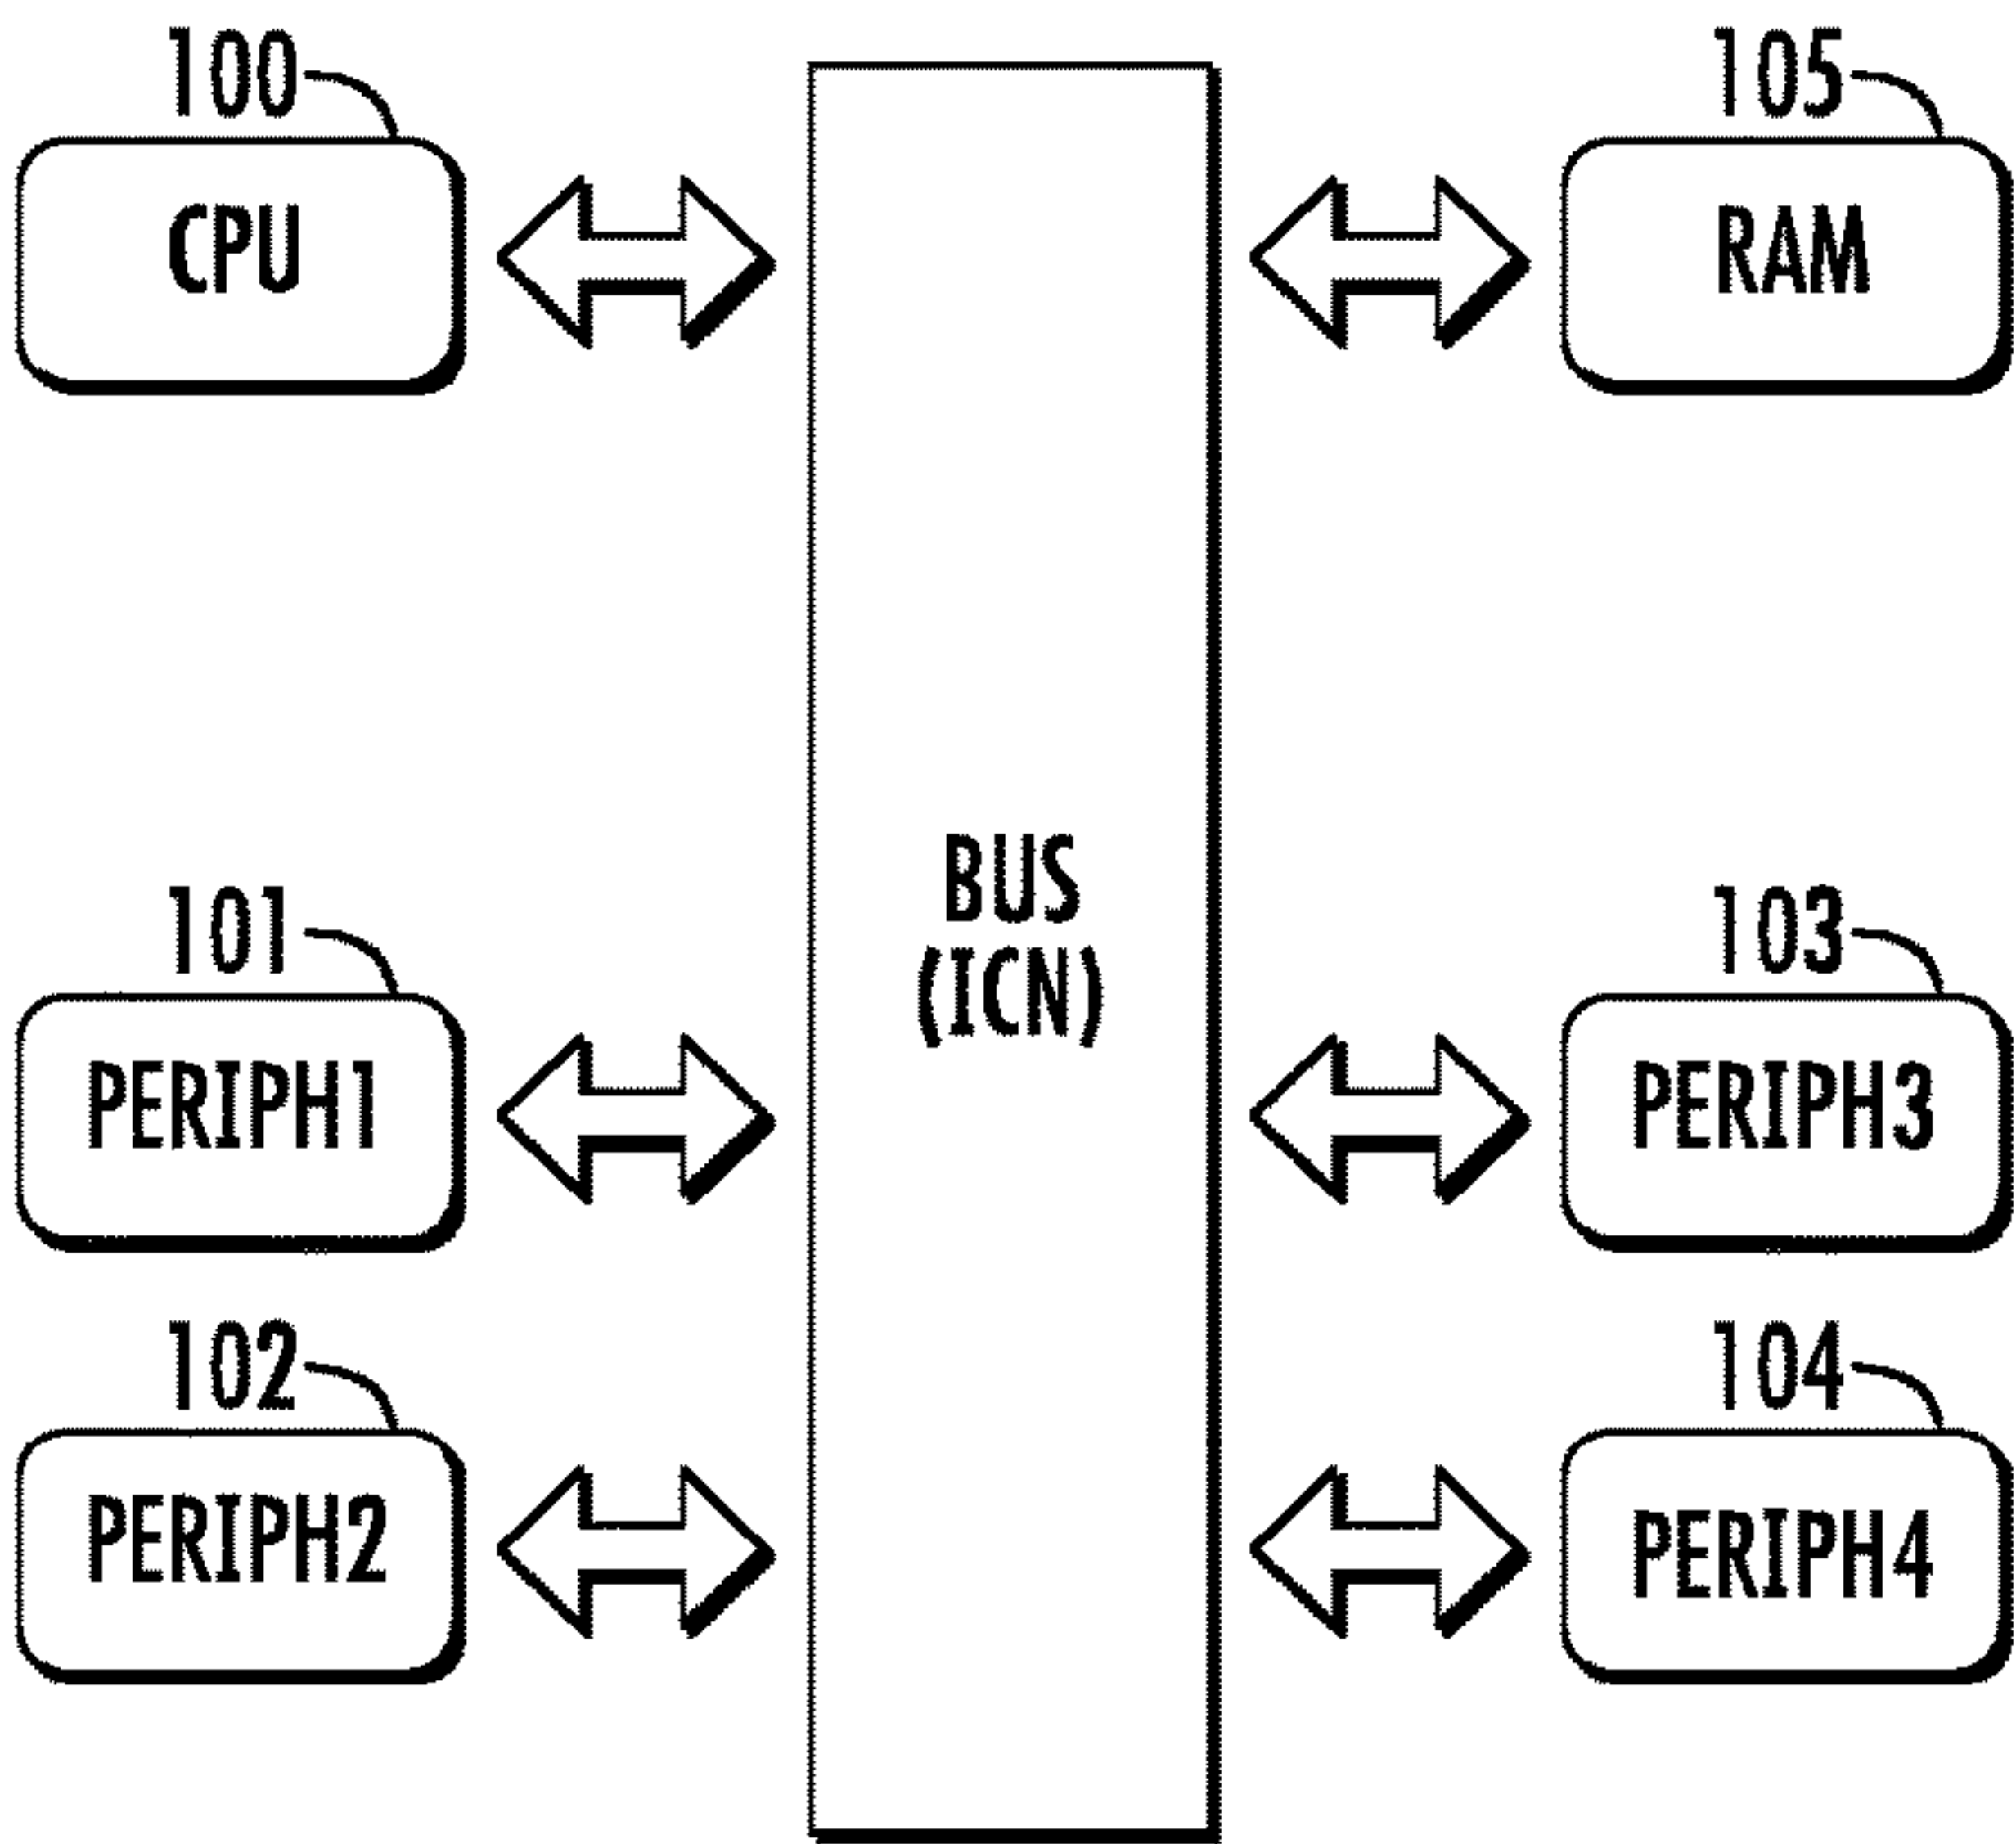 100
CPU
105
RAM
BUS
(ICN)
101
PERIPH1
103
PERIPH3
102
PERIPH2
104
PERIPH4